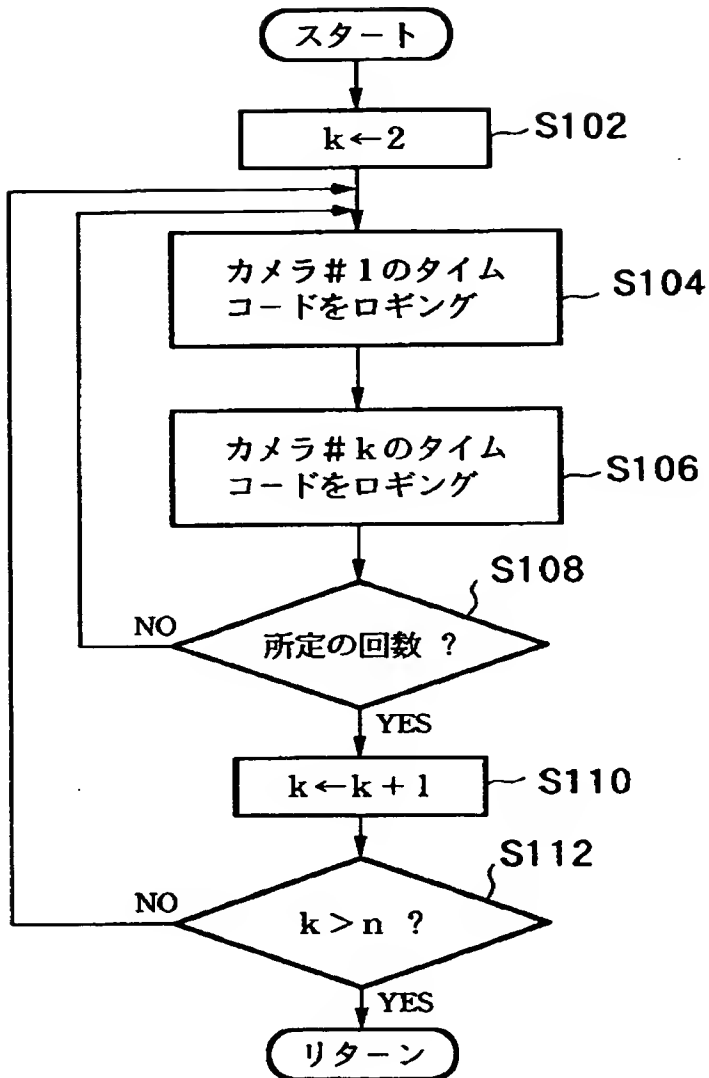 スタート
k←2
S102
カメラ#1のタイム
コードをロギング
S104
カメラ#kのタイム
コードをロギング
S106
S108
所定の回数 ?
NO
YES
k←k+1
S110
S112
k>n ?
NO
YES
リターン